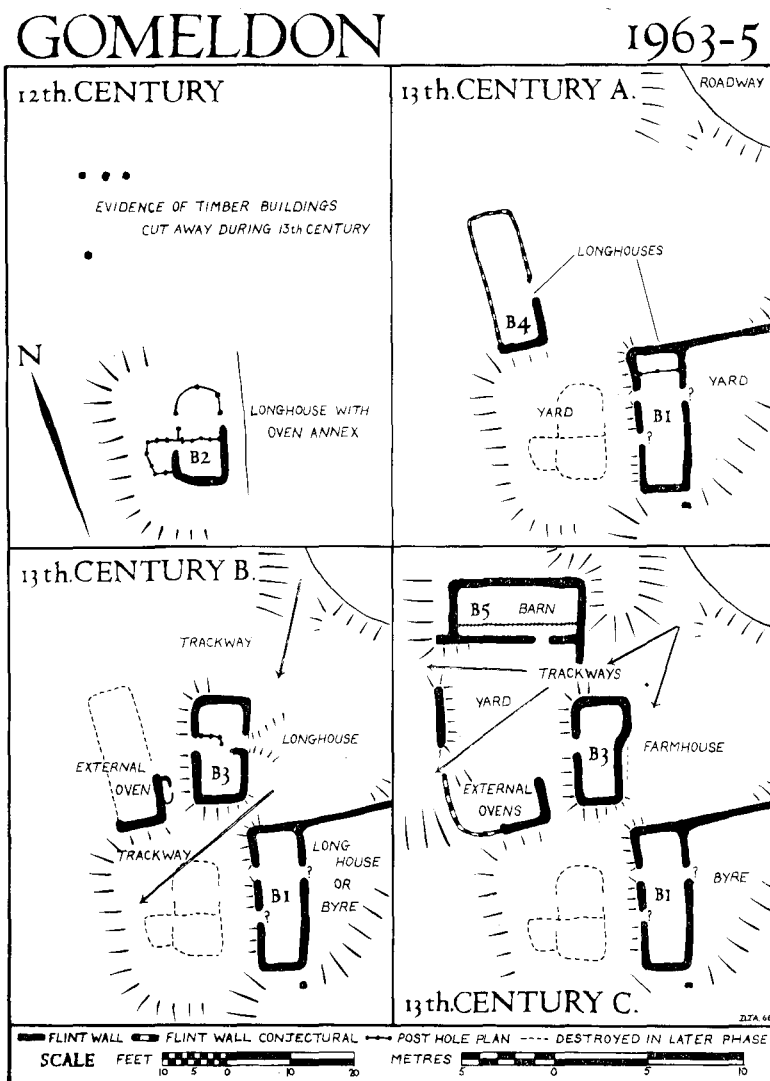 GOMELDON 1963-5
12th.CENTURY
EVIDENCE OF TIMBER BUILDINGS
CUT AWAY DURING 13th CENTURY
N
LONGHOUSE WITH
OVEN ANNEX
B2
13th.CENTURY A.
ROADWAY
LONGHOUSES
B4
YARD
YARD
B1
?
?
13th.CENTURY B.
TRACKWAY
LONGHOUSE
EXTERNAL
OVEN
B3
TRACKWAY
LONG
HOUSE
OR
BYRE
B1
?
?
B5 BARN
TRACKWAYS
YARD
B3
FARMHOUSE
EXTERNAL
OVENS
B1
BYRE
?
?
13th.CENTURY C.
FLINT WALL FLINT WALL CONJECTURAL POST HOLE PLAN DESTROYED IN LATER PHASE
SCALE FEET 10 5 0 10 20 METRES 5 0 5 10